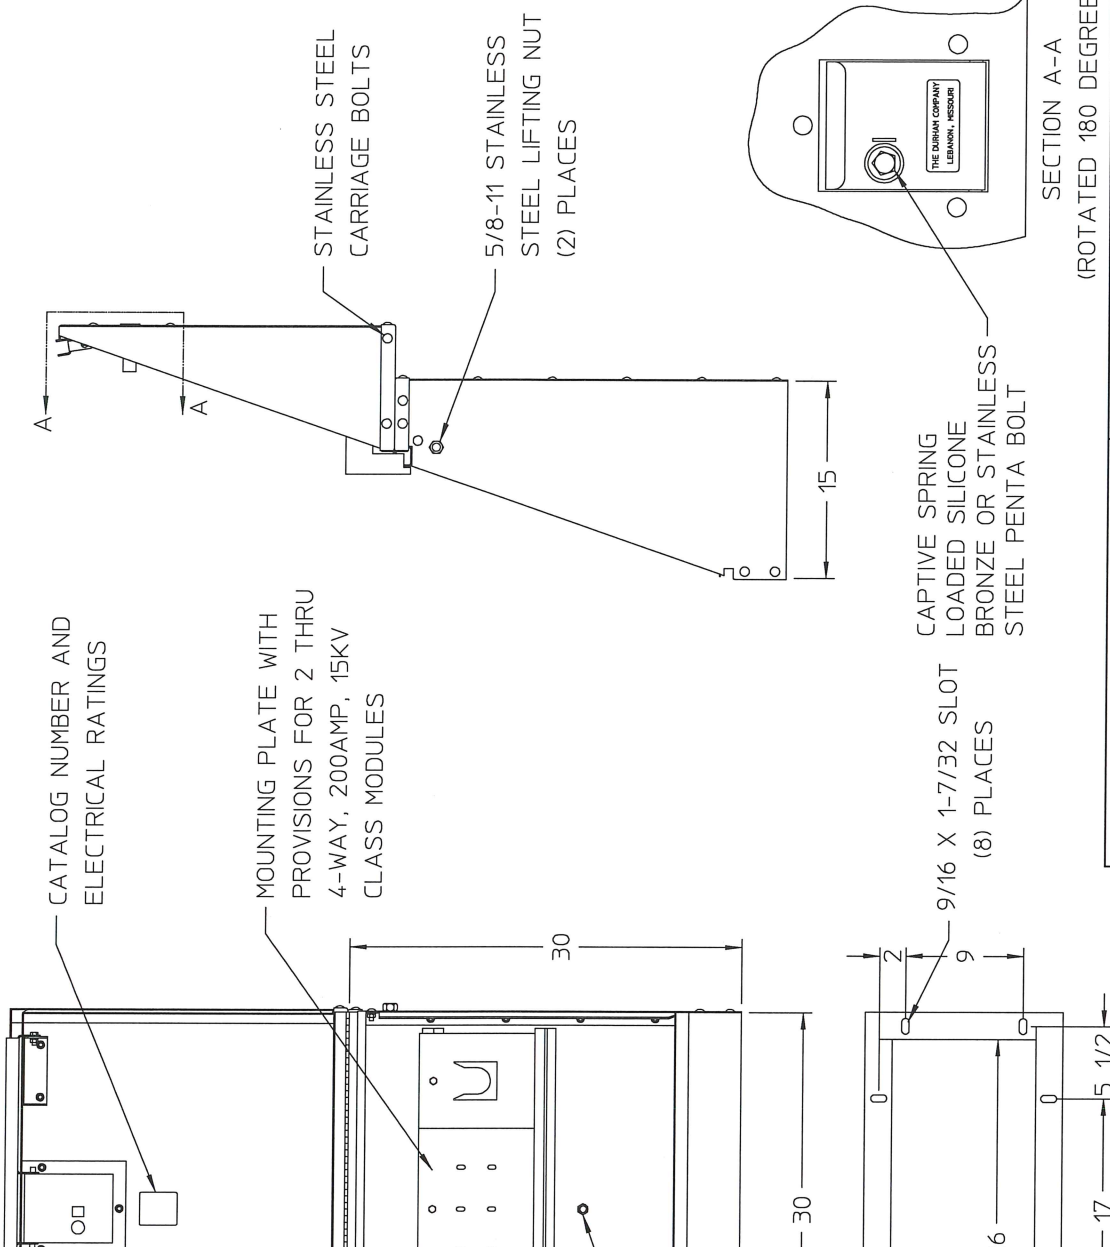 STAINLESS STEEL
CARRIAGE BOLTS
5/8-11 STAINLESS
STEEL LIFTING NUT
(2) PLACES
THE DURHAM COMPANY
LEBANON, MISSOURI
SECTION A-A
(ROTATED 180 DEGREE
A
A
15
CAPTIVE SPRING
LOADED SILICONE
BRONZE OR STAINLESS
STEEL PENTA BOLT
CATALOG NUMBER AND
ELECTRICAL RATINGS
MOUNTING PLATE WITH
PROVISIONS FOR 2 THRU
4-WAY, 200AMP, 15KV
CLASS MODULES
9/16 X 1-7/32 SLOT
(8) PLACES
30
2
9
30
5 1/2
17
6